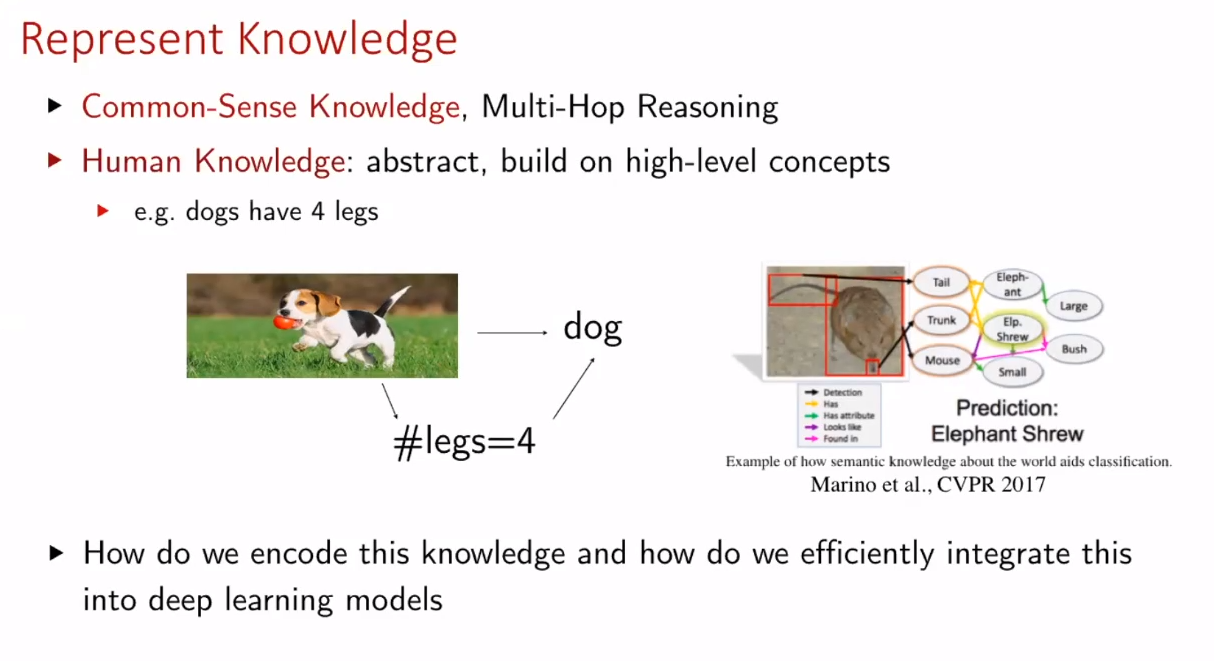 Represent Knowledge
Common-Sense Knowledge, Multi-Hop Reasoning
Human Knowledge: abstract, build on high-level concepts
e.g. dogs have 4 legs
dog
#legs=4
Tail
Trunk
Mouse
Eleph-
ant
Elp.
Shrew
Small
Large
Bush
Detection
Has
Has attribute
Looks like
Found in
Prediction:
Elephant Shrew
Example of how semantic knowledge about the world aids classification.
Marino et al., CVPR 2017
How do we encode this knowledge and how do we efficiently integrate this
into deep learning models